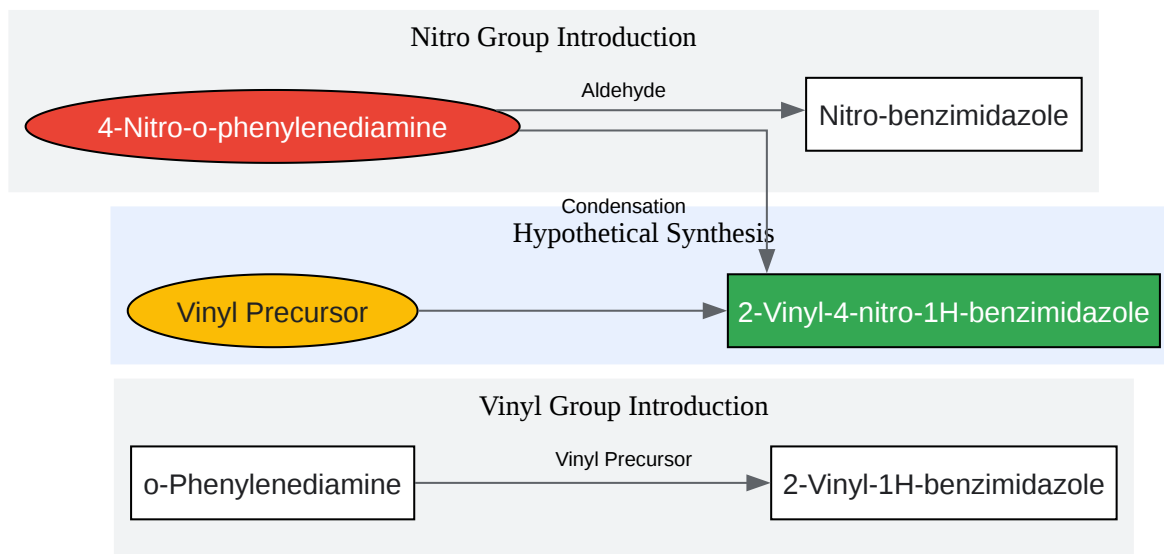 Nitro Group Introduction
4-Nitro-o-phenylenediamine
Aldehyde
Nitro-benzimidazole
Condensation
Hypothetical Synthesis
Vinyl Precursor
2-Vinyl-4-nitro-1H-benzimidazole
Vinyl Group Introduction
o-Phenylenediamine
Vinyl Precursor
2-Vinyl-1H-benzimidazole